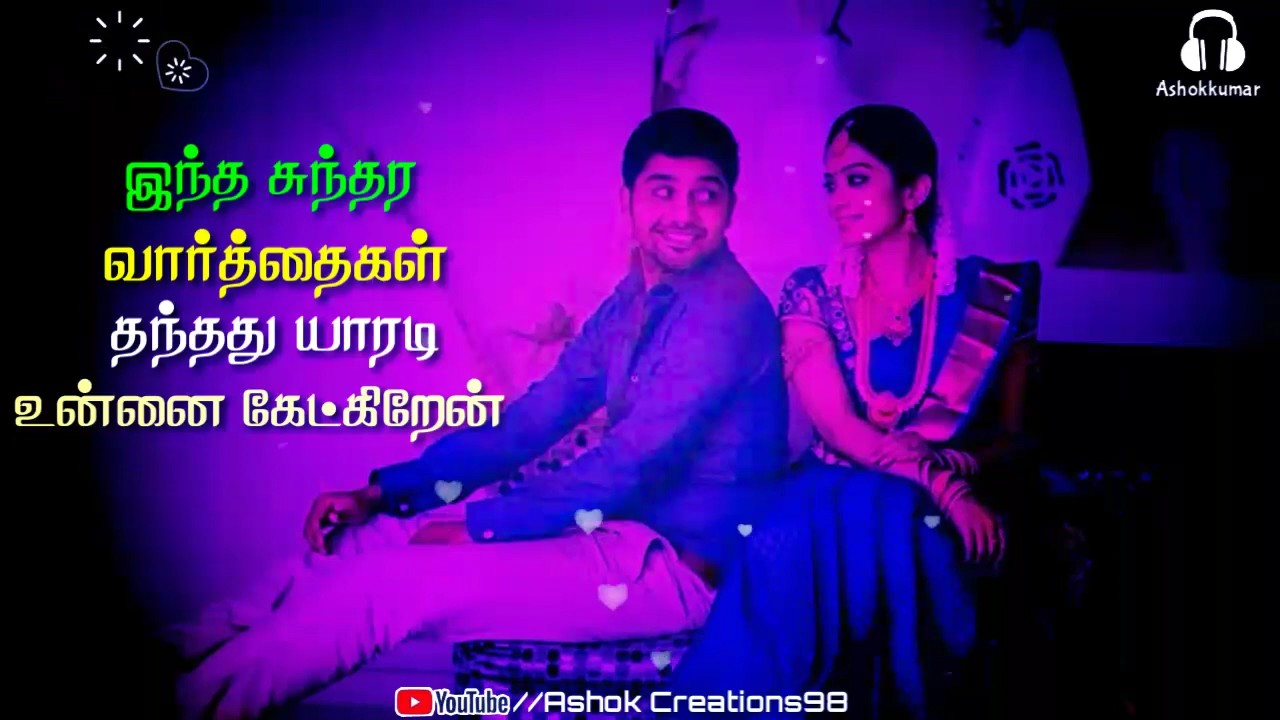 Ashokkumar
இந்த சுந்தர
வார்த்தைகள்
தந்தது யாரடி
உன்னை கேட்கிறேன்
YouTube//Ashok Creations98